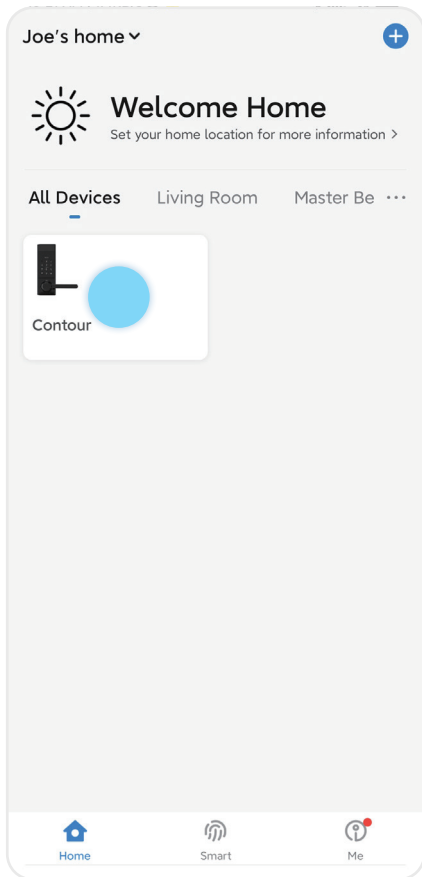 Joe's home
Welcome Home
Set your home location for more information >
All Devices Living Room Master Be ...
Contour
Home Smart Me